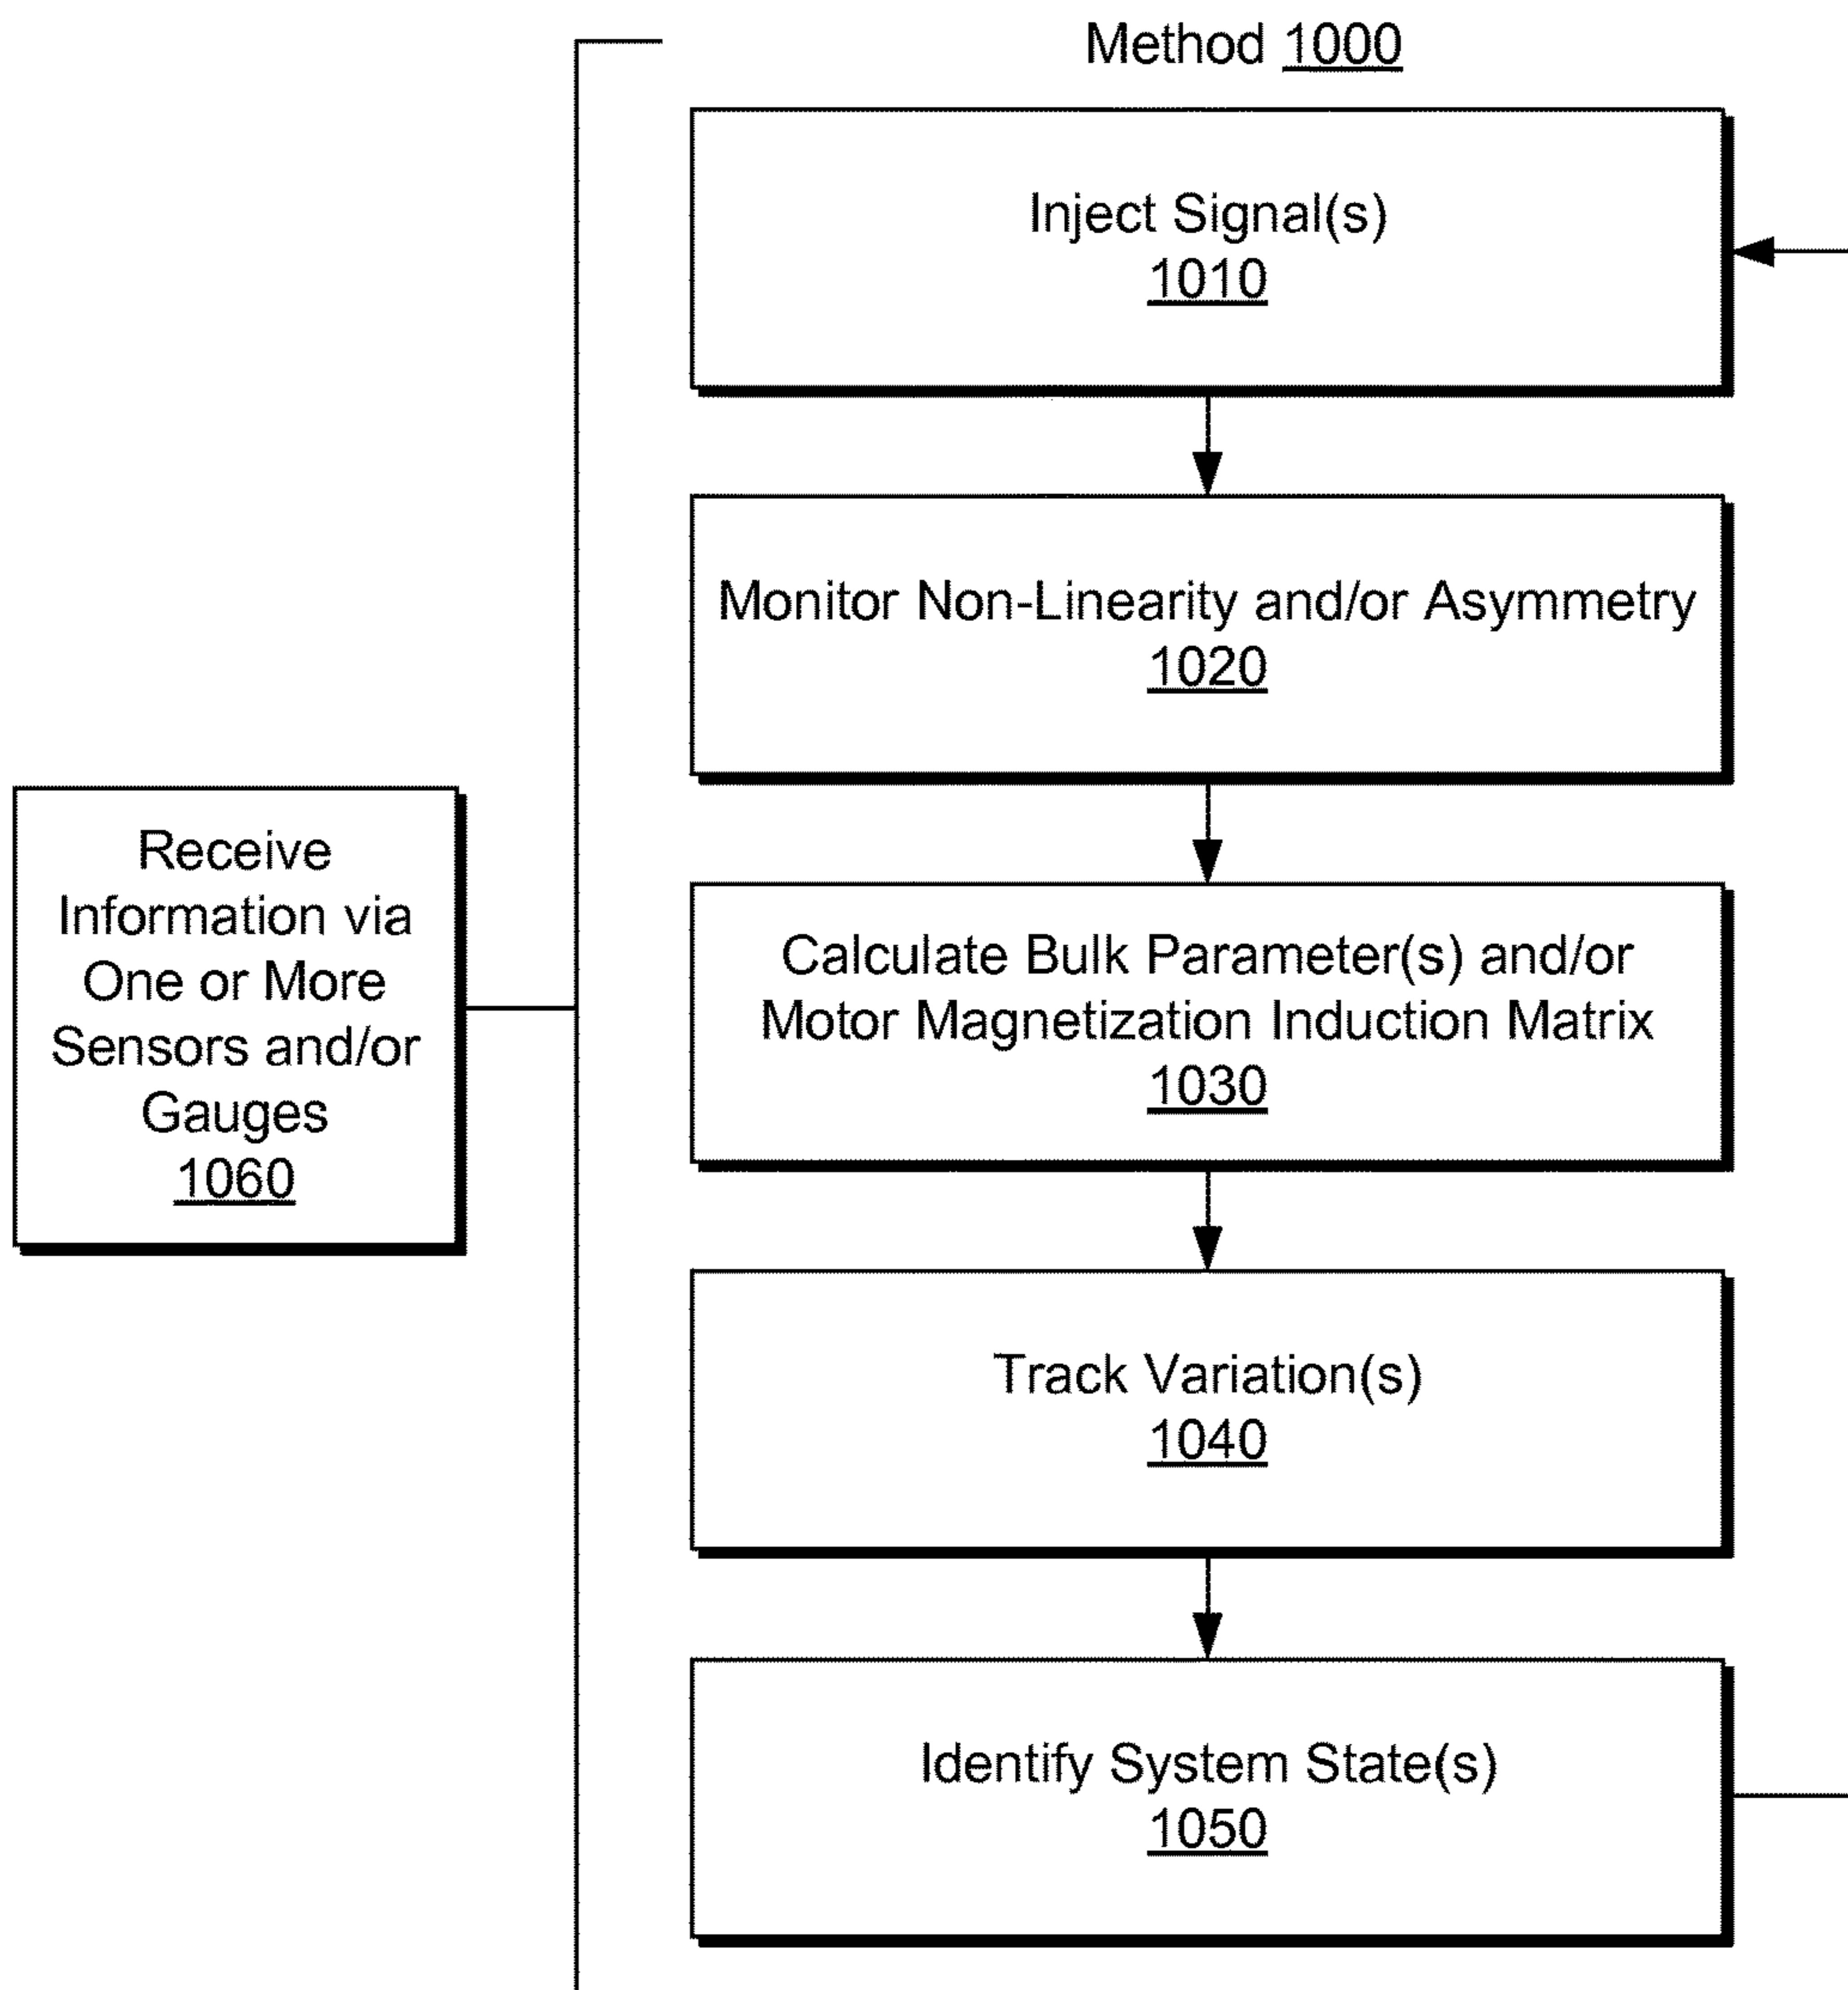 Method 1000
Inject Signal(s)
1010
Monitor Non-Linearity and/or Asymmetry
1020
Calculate Bulk Parameter(s) and/or
Motor Magnetization Induction Matrix
1030
Track Variation(s)
1040
Identify System State(s)
1050
Receive
Information via
One or More
Sensors and/or
Gauges
1060